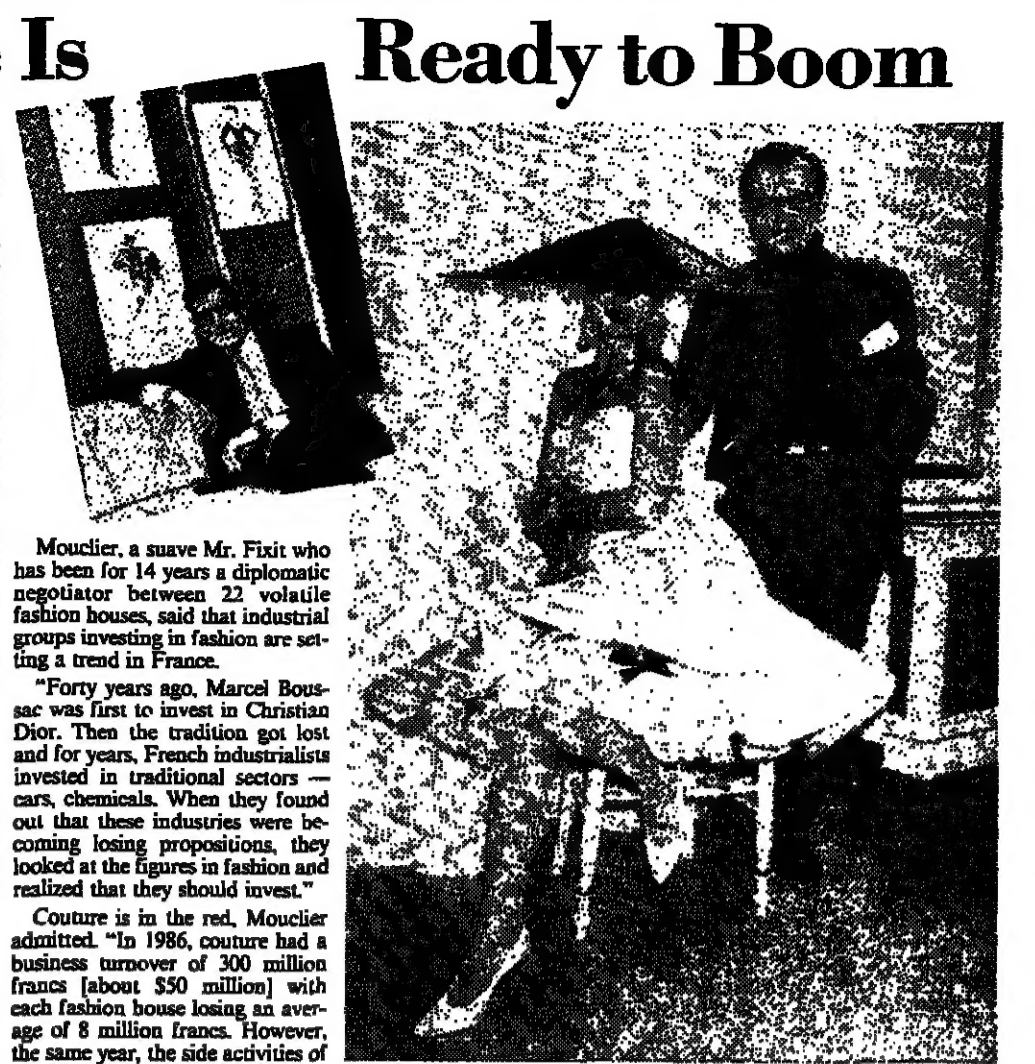 Is Ready to Boom
Mouclier, a suave Mr. Fixit who
has been for 14 years a diplomatic
negotiator between 22 volatile
fashion houses, said that industrial
groups investing in fashion are set-
ting a trend in France.
"Forty years ago, Marcel Bous-
sac was first to invest in Christian
Dior. Then the tradition got lost
and for years, French industrialists
invested in traditional sectors —
cars, chemicals. When they found
out that these industries were be-
coming losing propositions, they
looked at the figures in fashion and
realized that they should invest."
Couture is in the red, Mouclier
admitted. "In 1986, couture had a
business turnover of 300 million
francs [about $50 million] with
each fashion house losing an aver-
age of 8 million francs. However,
the same year, the side activities of